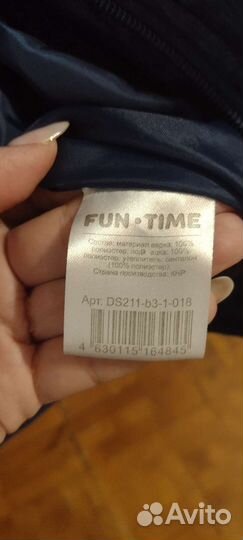 FUN·TIME
Состав: материал верха: 100%
полиэстер; подкладка: 100%
полиэстер; утеплитель: синтепон
(100% полиэстер).
Страна производства: КНР
Арт: DS211-b3-1-018
4 630115 164845
Avito